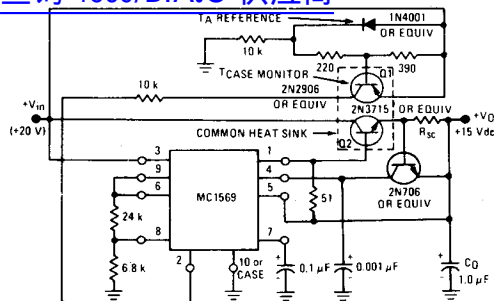 TA REFERENCE
1N4001
OR EQUIV
10 k
220
390
TCASE MONITOR
Q1
10 k
2N2906
OR EQUIV
2N3715
OR EQUIV
+Vin
(+20 V)
COMMON HEAT SINK
Q2
RSC
+VO
+15 Vdc
3
1
9
4
6
5
MC1569
2N706
OR EQUIV
51
24 k
8
7
6.8 k
2
10 or
CASE
+
0.1 µF
+
0.001 µF
CO
1.0 µF
+
-